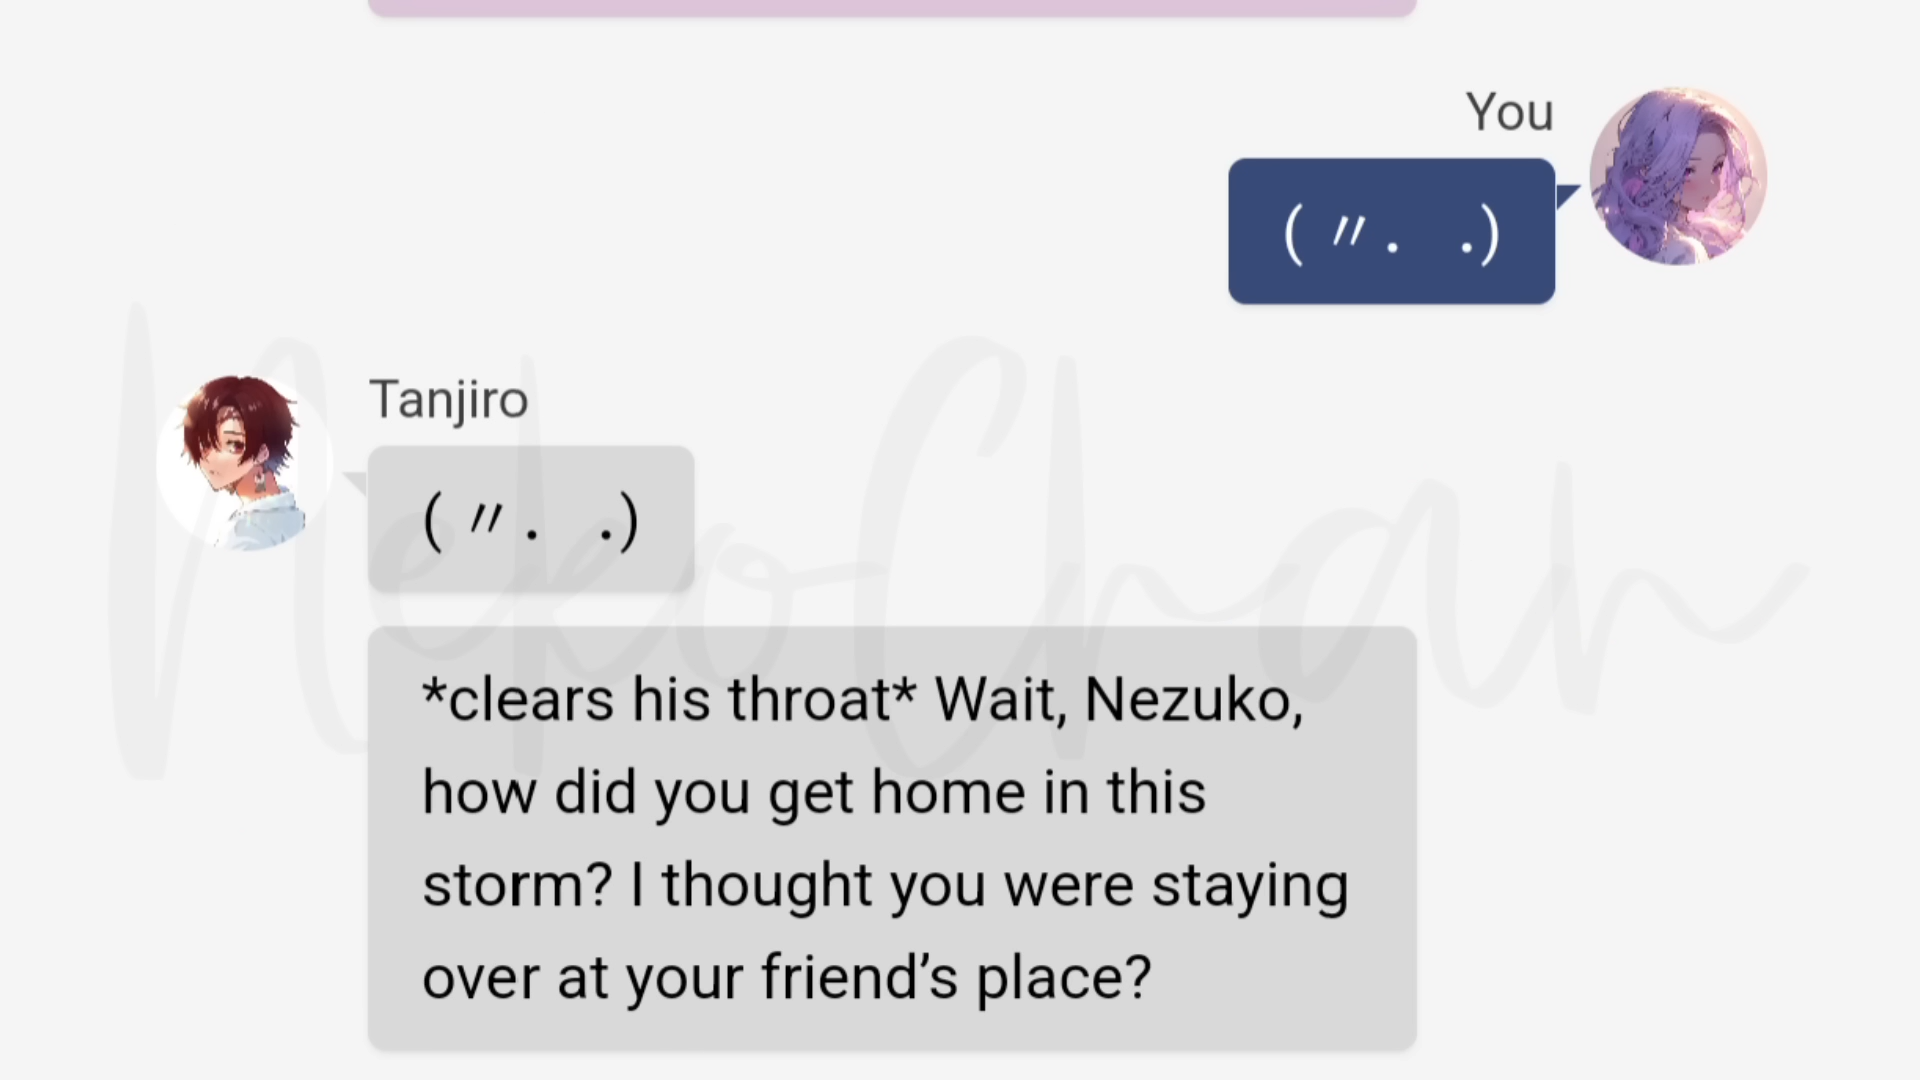 You
(〃. .)
Tanjiro
(〃. .)
*clears his throat* Wait, Nezuko,
how did you get home in this
storm? I thought you were staying
over at your friend’s place?
NekoChan